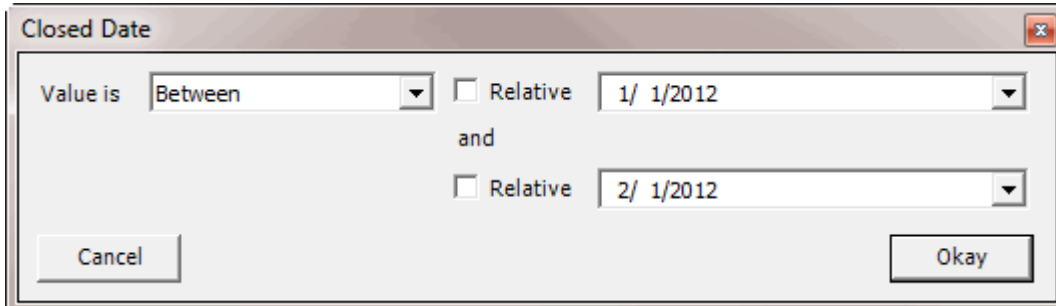 Closed Date
Value is Between Relative 1/ 1/2012
and
Relative 2/ 1/2012
Cancel Okay